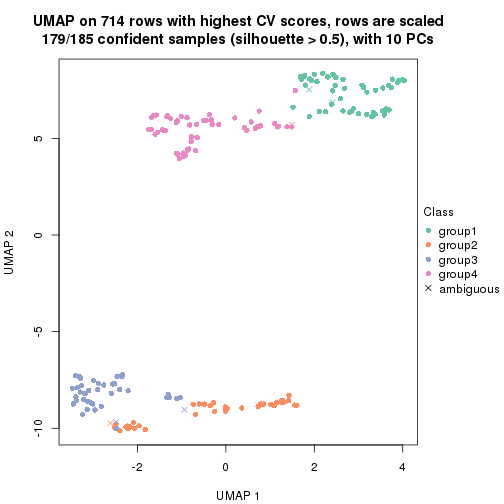 UMAP on 714 rows with highest CV scores, rows are scaled
179/185 confident samples (silhouette > 0.5), with 10 PCs
5
0
-5
-10
UMAP 2
-2
0
2
4
UMAP 1
Class
group1
group2
group3
group4
ambiguous